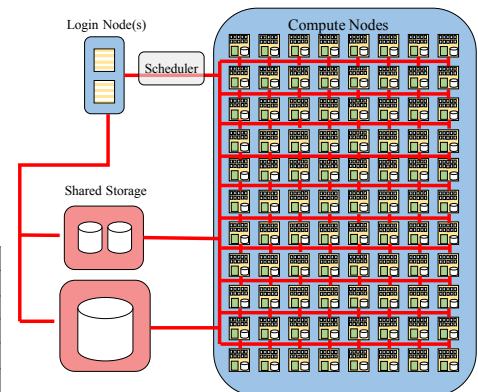 Login Node(s)
Compute Nodes
Scheduler
Shared Storage